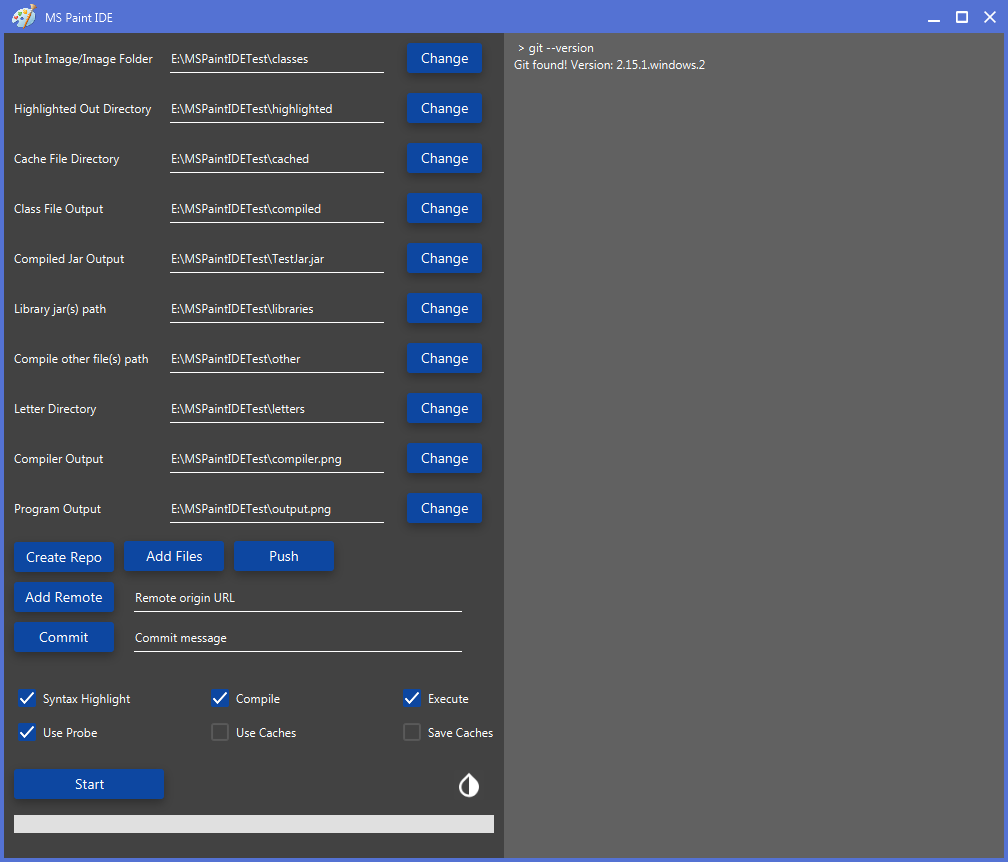 MS Paint IDE
Input Image/Image Folder E:\MSPaintIDETest\classes Change
Highlighted Out Directory E:\MSPaintIDETest\highlighted Change
Cache File Directory E:\MSPaintIDETest\cached Change
Class File Output E:\MSPaintIDETest\compiled Change
Compiled Jar Output E:\MSPaintIDETest\TestJar.jar Change
Library jar(s) path E:\MSPaintIDETest\libraries Change
Compile other file(s) path E:\MSPaintIDETest\other Change
Letter Directory E:\MSPaintIDETest\letters Change
Compiler Output E:\MSPaintIDETest\compiler.png Change
Program Output E:\MSPaintIDETest\output.png Change
Create Repo Add Files Push
Add Remote Remote origin URL
Commit Commit message
Syntax Highlight Compile Execute
Use Probe Use Caches Save Caches
Start
> git --version
Git found! Version: 2.15.1.windows.2